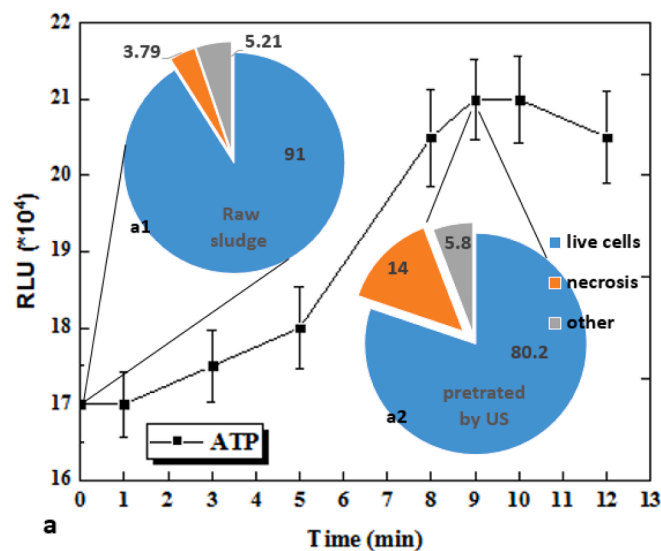 22
21
20
19
18
17
16
RLU (*10⁴)
3.79
5.21
91
Raw
sludge
a1
14
5.8
80.2
pretrated
by US
a2
live cells
necrosis
other
ATP
0 1 2 3 4 5 6 7 8 9 10 11 12 13
a
Time (min)